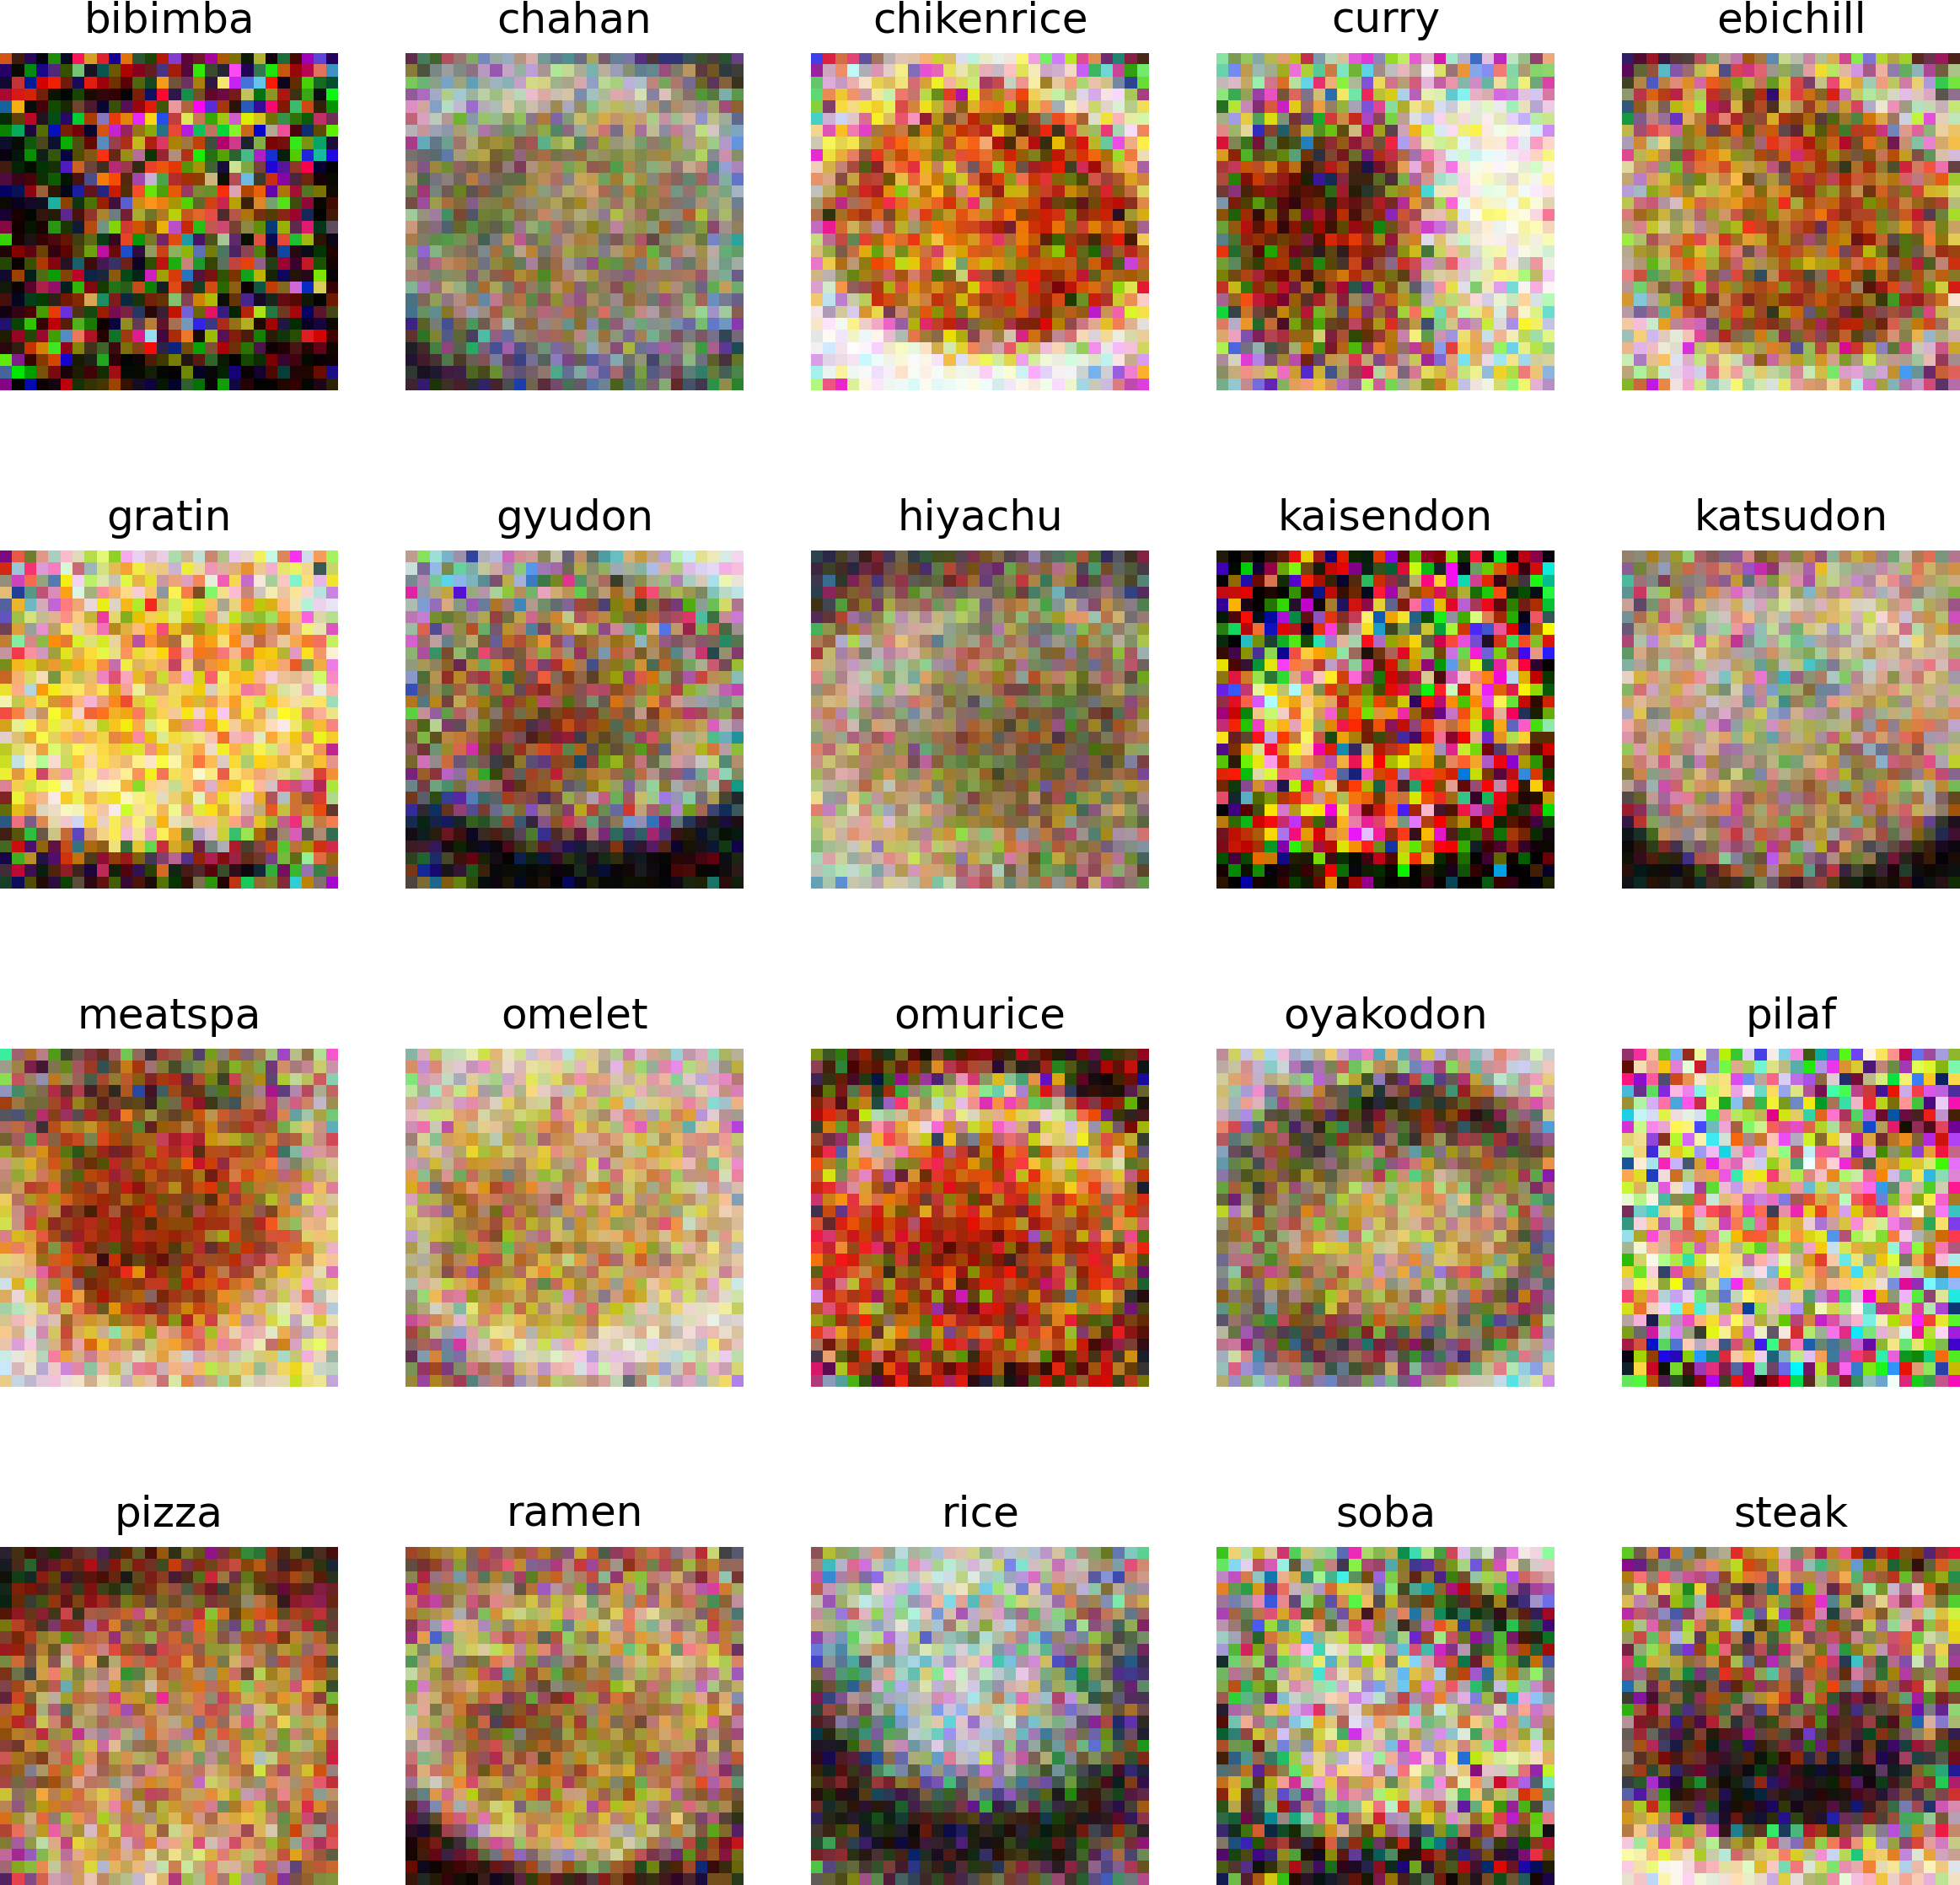 bibimba chahan chikenrice curry ebichill
gratin gyudon hiyachu kaisendon katsudon
meatspa omelet omurice oyakodon pilaf
pizza ramen rice soba steak